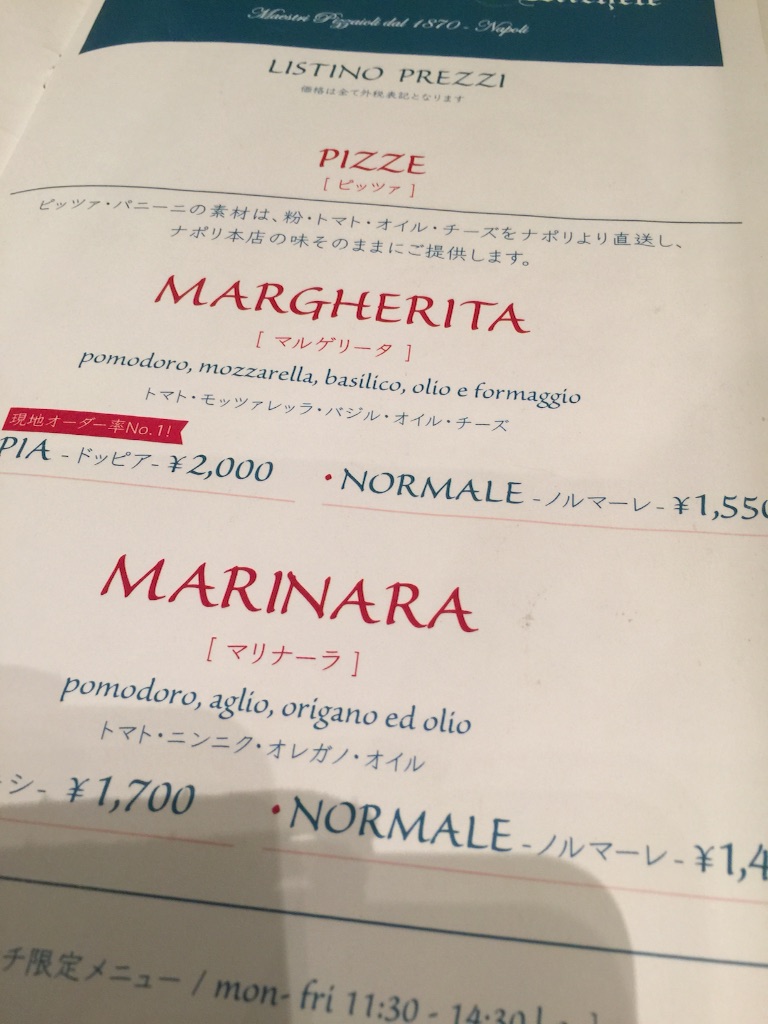 Maestri Pizzaioli dal 1870 - Napoli
LISTINO PREZZI
価格は全て外税表記となります
PIZZE
[ ピッツァ ]
ピッツァ・パニーニの素材は、粉・トマト・オイル・チーズをナポリより直送し、
ナポリ本店の味そのままにご提供します。
MARGHERITA
[ マルゲリータ ]
pomodoro, mozzarella, basilico, olio e formaggio
トマト・モッツァレッラ・バジル・オイル・チーズ
現地オーダー率No.1!
PIA - ドッピア - ¥2,000 • NORMALE - ノルマーレ - ¥1,550
MARINARA
[ マリナーラ ]
pomodoro, aglio, origano ed olio
トマト・ニンニク・オレガノ・オイル
シ - ¥1,700 • NORMALE - ノルマーレ - ¥1,4
チ限定メニュー / mon- fri 11:30 - 14:30